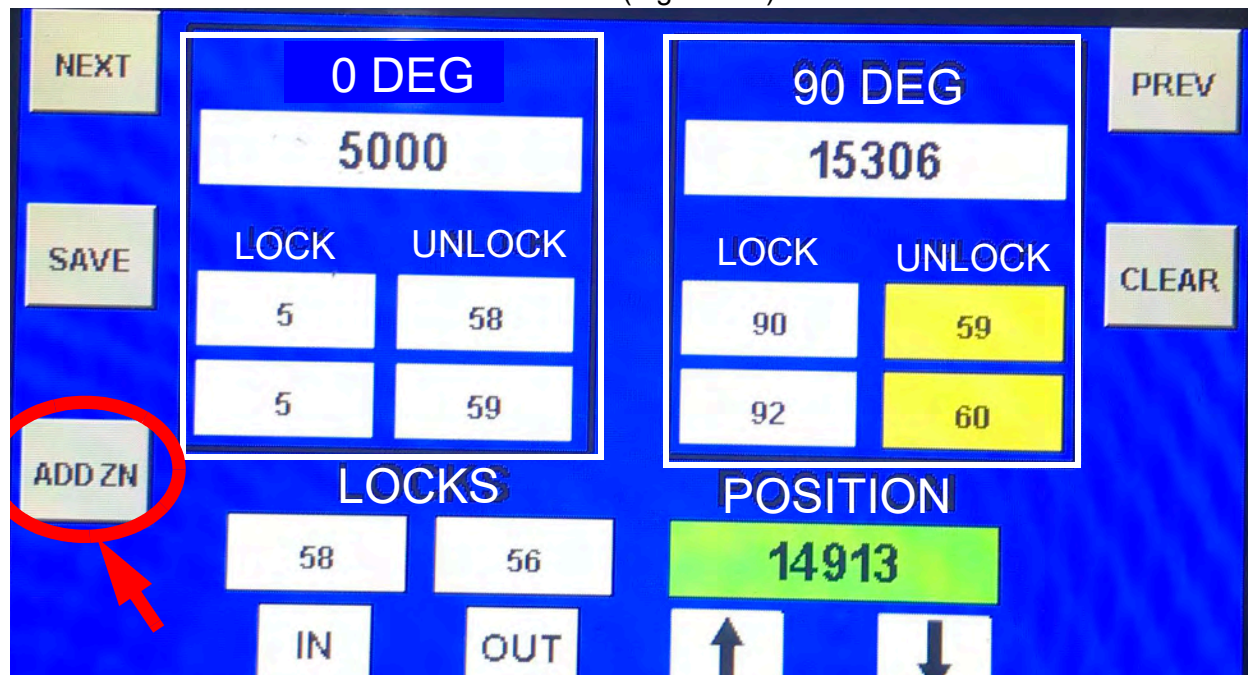 NEXT
0 DEG
90 DEG
PREV
5000
15306
SAVE
LOCK UNLOCK
LOCK UNLOCK
CLEAR
5 58
90 59
5 59
92 60
ADD ZN
LOCKS
POSITION
58 56
14913
IN OUT